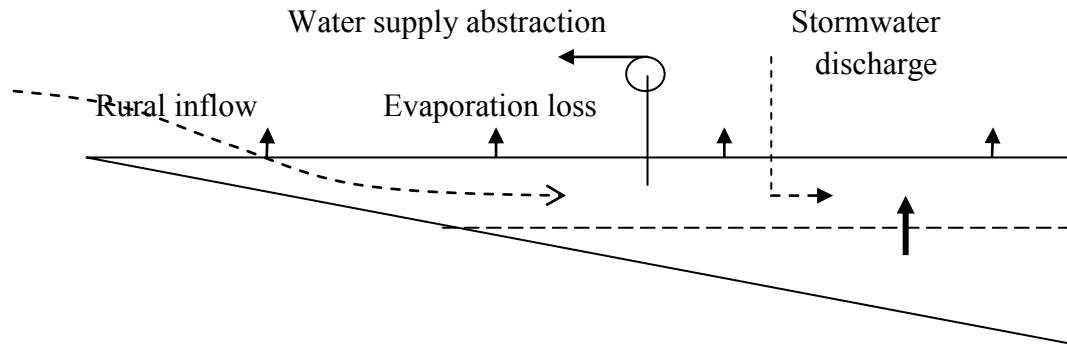 Water supply abstraction
Stormwater
discharge
Rural inflow
Evaporation loss